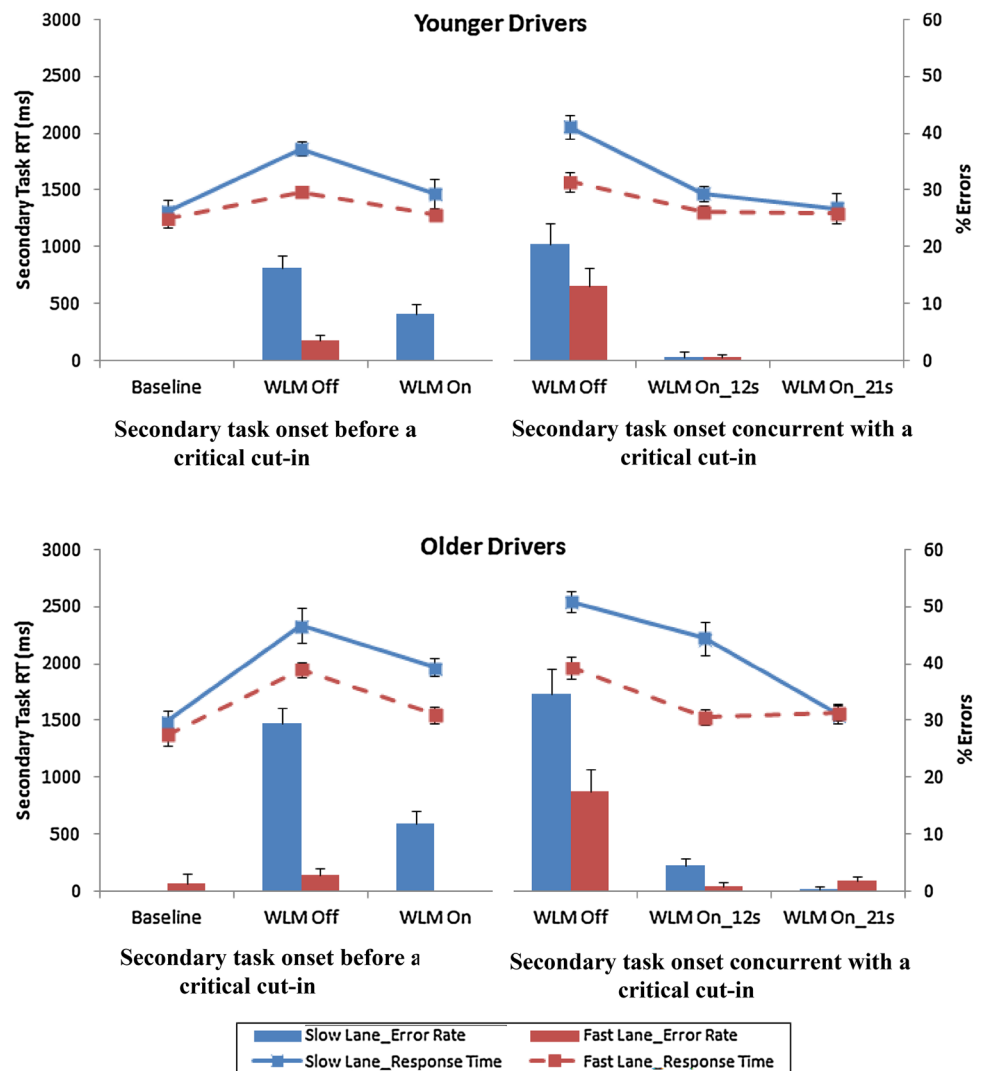 Younger Drivers
3000
2500
2000
1500
1000
500
0
Secondary Task RT (ms)
60
50
40
30
20
10
0
% Errors
Baseline WLM Off WLM On WLM Off WLM On_12s WLM On_21s
Secondary task onset before a
critical cut-in
Secondary task onset concurrent with a
critical cut-in
Older Drivers
3000
2500
2000
1500
1000
500
0
Secondary Task RT (ms)
60
50
40
30
20
10
0
% Errors
Baseline WLM Off WLM On WLM Off WLM On_12s WLM On_21s
Secondary task onset before a
critical cut-in
Secondary task onset concurrent with a
critical cut-in
Slow Lane_Error Rate Fast Lane_Error Rate
Slow Lane_Response Time Fast Lane_Response Time